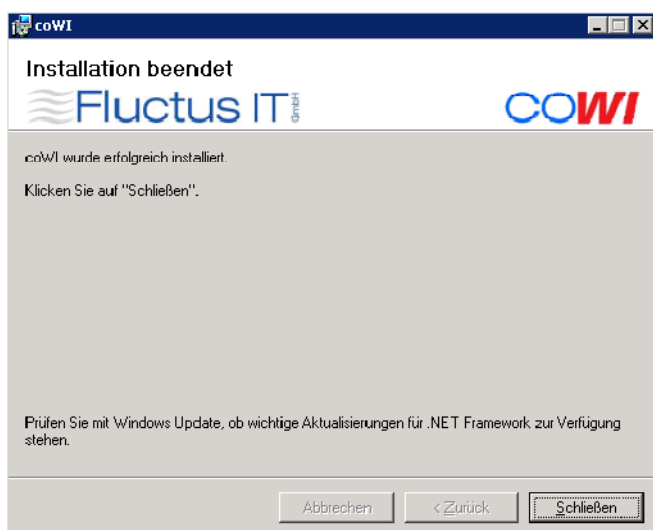 coWI
Installation beendet
Fluctus IT GmbH
COWI
coWI wurde erfolgreich installiert.
Klicken Sie auf "Schließen".
Prüfen Sie mit Windows Update, ob wichtige Aktualisierungen für .NET Framework zur Verfügung
stehen.
Abbrechen
< Zurück
Schließen